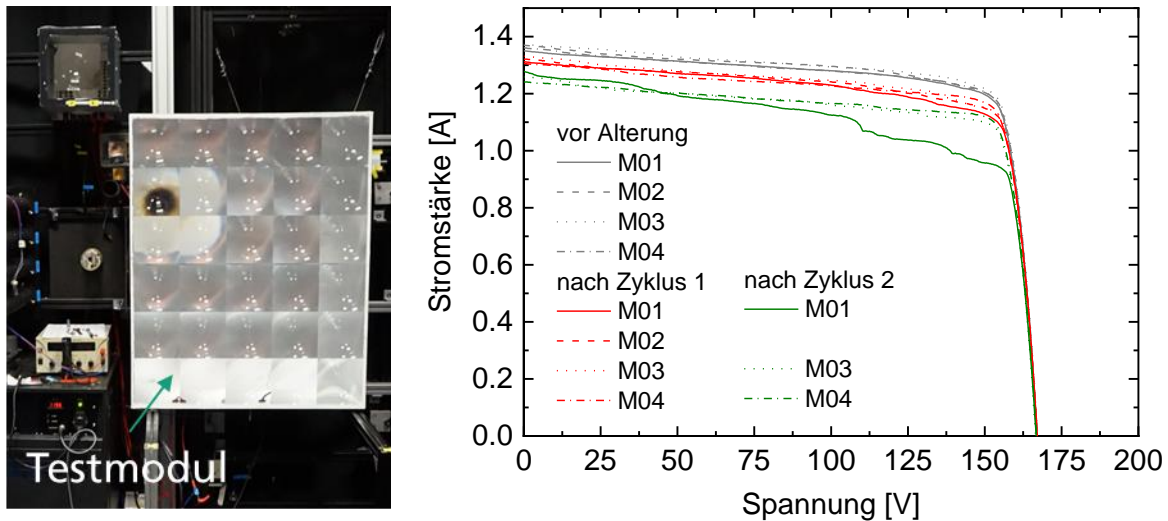 Testmodul
Stromstärke [A]
1.4
1.2
1.0
0.8
0.6
0.4
0.2
0.0
vor Alterung
M01
M02
M03
M04
nach Zyklus 1
M01
M02
M03
M04
nach Zyklus 2
M01
M03
M04
0 25 50 75 100 125 150 175 200
Spannung [V]